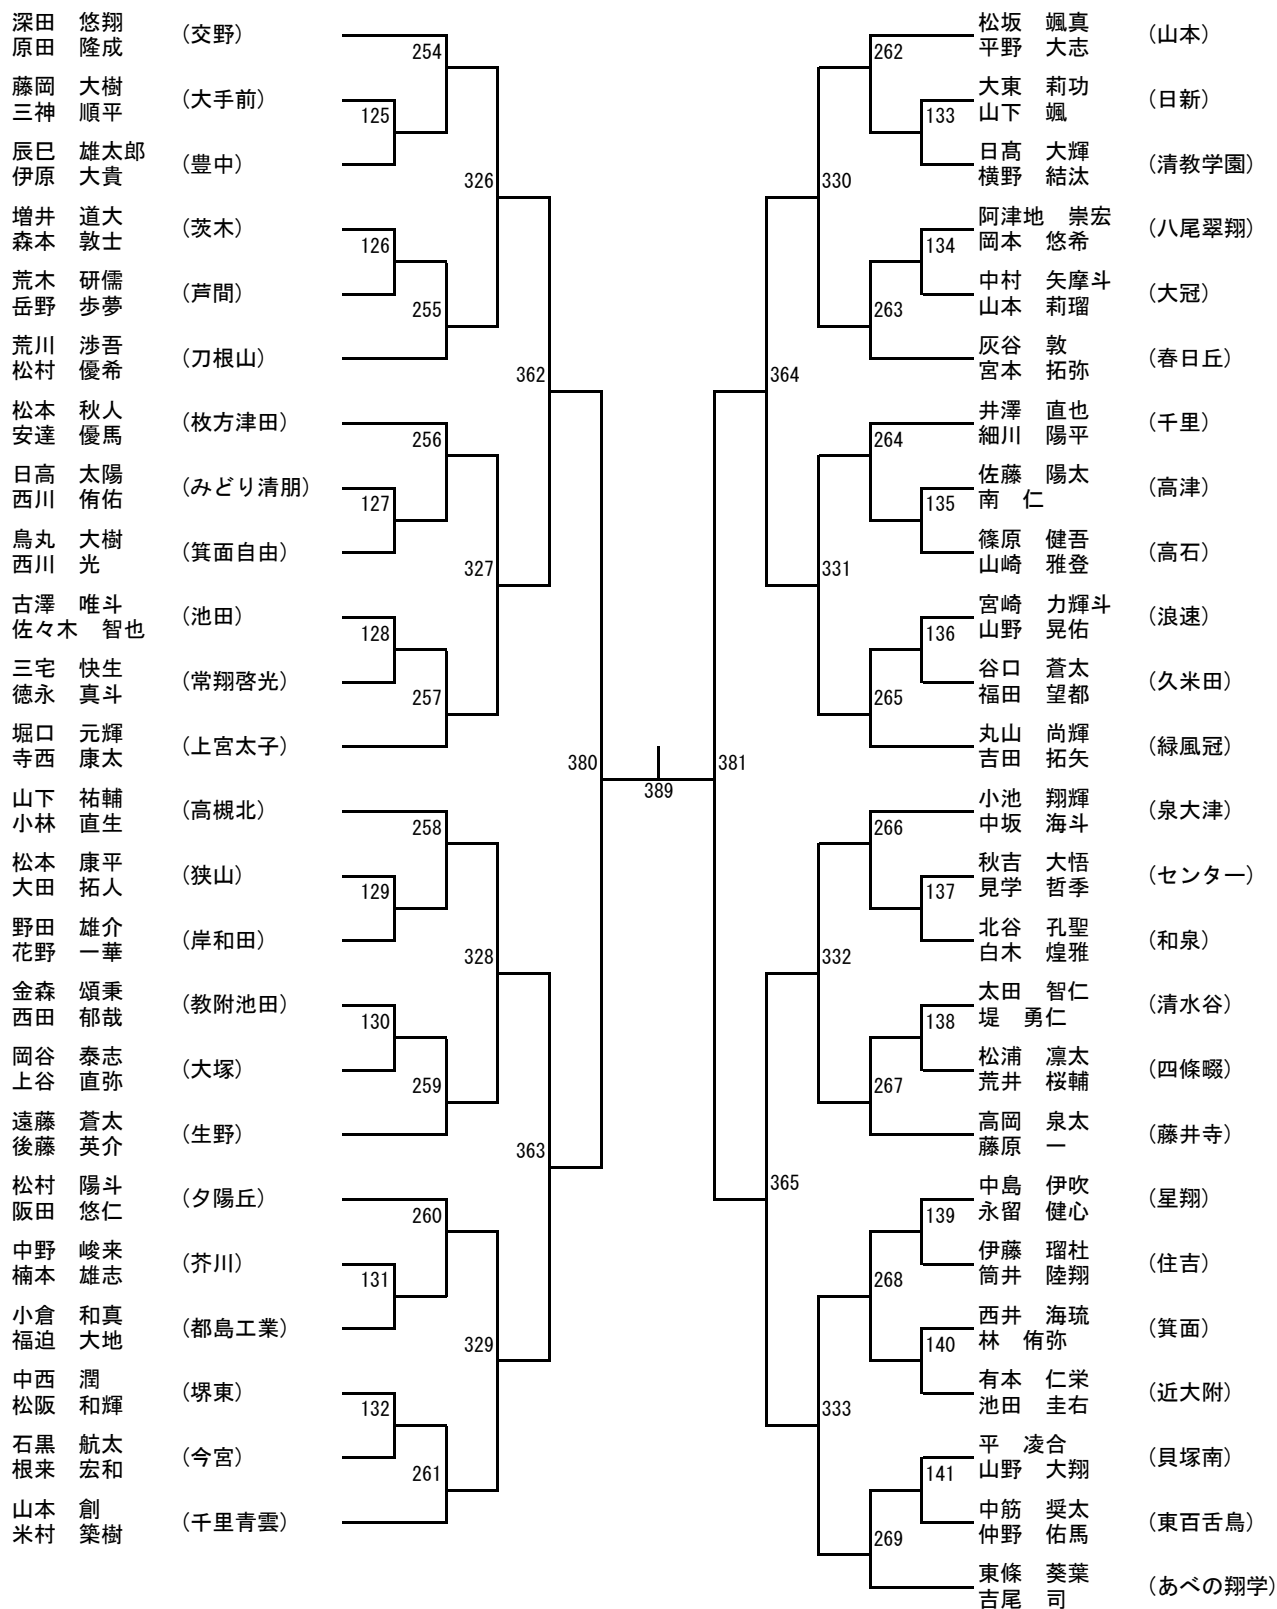 深田　悠翔
原田　隆成
（交野）
254
藤岡　大樹
三神　順平
（大手前）
125
辰巳　雄太郎
伊原　大貴
（豊中）
326
増井　道大
森本　敦士
（茨木）
126
荒木　研儒
岳野　歩夢
（芦間）
255
荒川　渉吾
松村　優希
（刀根山）
362
松本　秋人
安達　優馬
（枚方津田）
256
日高　太陽
西川　侑佑
（みどり清朋）
127
鳥丸　大樹
西川　光
（箕面自由）
327
古澤　唯斗
佐々木　智也
（池田）
128
三宅　快生
徳永　真斗
（常翔啓光）
257
堀口　元輝
寺西　康太
（上宮太子）
380
山下　祐輔
小林　直生
（高槻北）
258
松本　康平
大田　拓人
（狭山）
129
野田　雄介
花野　一華
（岸和田）
328
金森　頌秉
西田　郁哉
（教附池田）
130
岡谷　泰志
上谷　直弥
（大塚）
259
遠藤　蒼太
後藤　英介
（生野）
363
松村　陽斗
阪田　悠仁
（夕陽丘）
260
中野　峻来
楠本　雄志
（芥川）
131
小倉　和真
福迫　大地
（都島工業）
329
中西　潤
松阪　和輝
（堺東）
132
石黒　航太
根来　宏和
（今宮）
261
山本　創
米村　築樹
（千里青雲）
389
松坂　颯真
平野　大志
（山本）
262
大東　莉功
山下　颯
（日新）
133
日髙　大輝
横野　結汰
（清教学園）
330
阿津地　崇宏
岡本　悠希
（八尾翠翔）
134
中村　矢摩斗
山本　莉瑠
（大冠）
263
灰谷　敦
宮本　拓弥
（春日丘）
364
井澤　直也
細川　陽平
（千里）
264
佐藤　陽太
南　仁
（高津）
135
篠原　健吾
山崎　雅登
（高石）
331
宮崎　力輝斗
山野　晃佑
（浪速）
136
谷口　蒼太
福田　望都
（久米田）
265
丸山　尚輝
吉田　拓矢
（緑風冠）
381
小池　翔輝
中坂　海斗
（泉大津）
266
秋吉　大悟
見学　哲季
（センター）
137
北谷　孔聖
白木　煌雅
（和泉）
332
太田　智仁
堤　勇仁
（清水谷）
138
松浦　凛太
荒井　桜輔
（四條畷）
267
高岡　泉太
藤原　一
（藤井寺）
365
中島　伊吹
永留　健心
（星翔）
139
伊藤　瑠杜
筒井　陸翔
（住吉）
268
西井　海琉
林　侑弥
（箕面）
140
有本　仁栄
池田　圭右
（近大附）
333
平　凌合
山野　大翔
（貝塚南）
141
中筋　奨太
仲野　佑馬
（東百舌鳥）
269
東條　葵葉
吉尾　司
（あべの翔学）